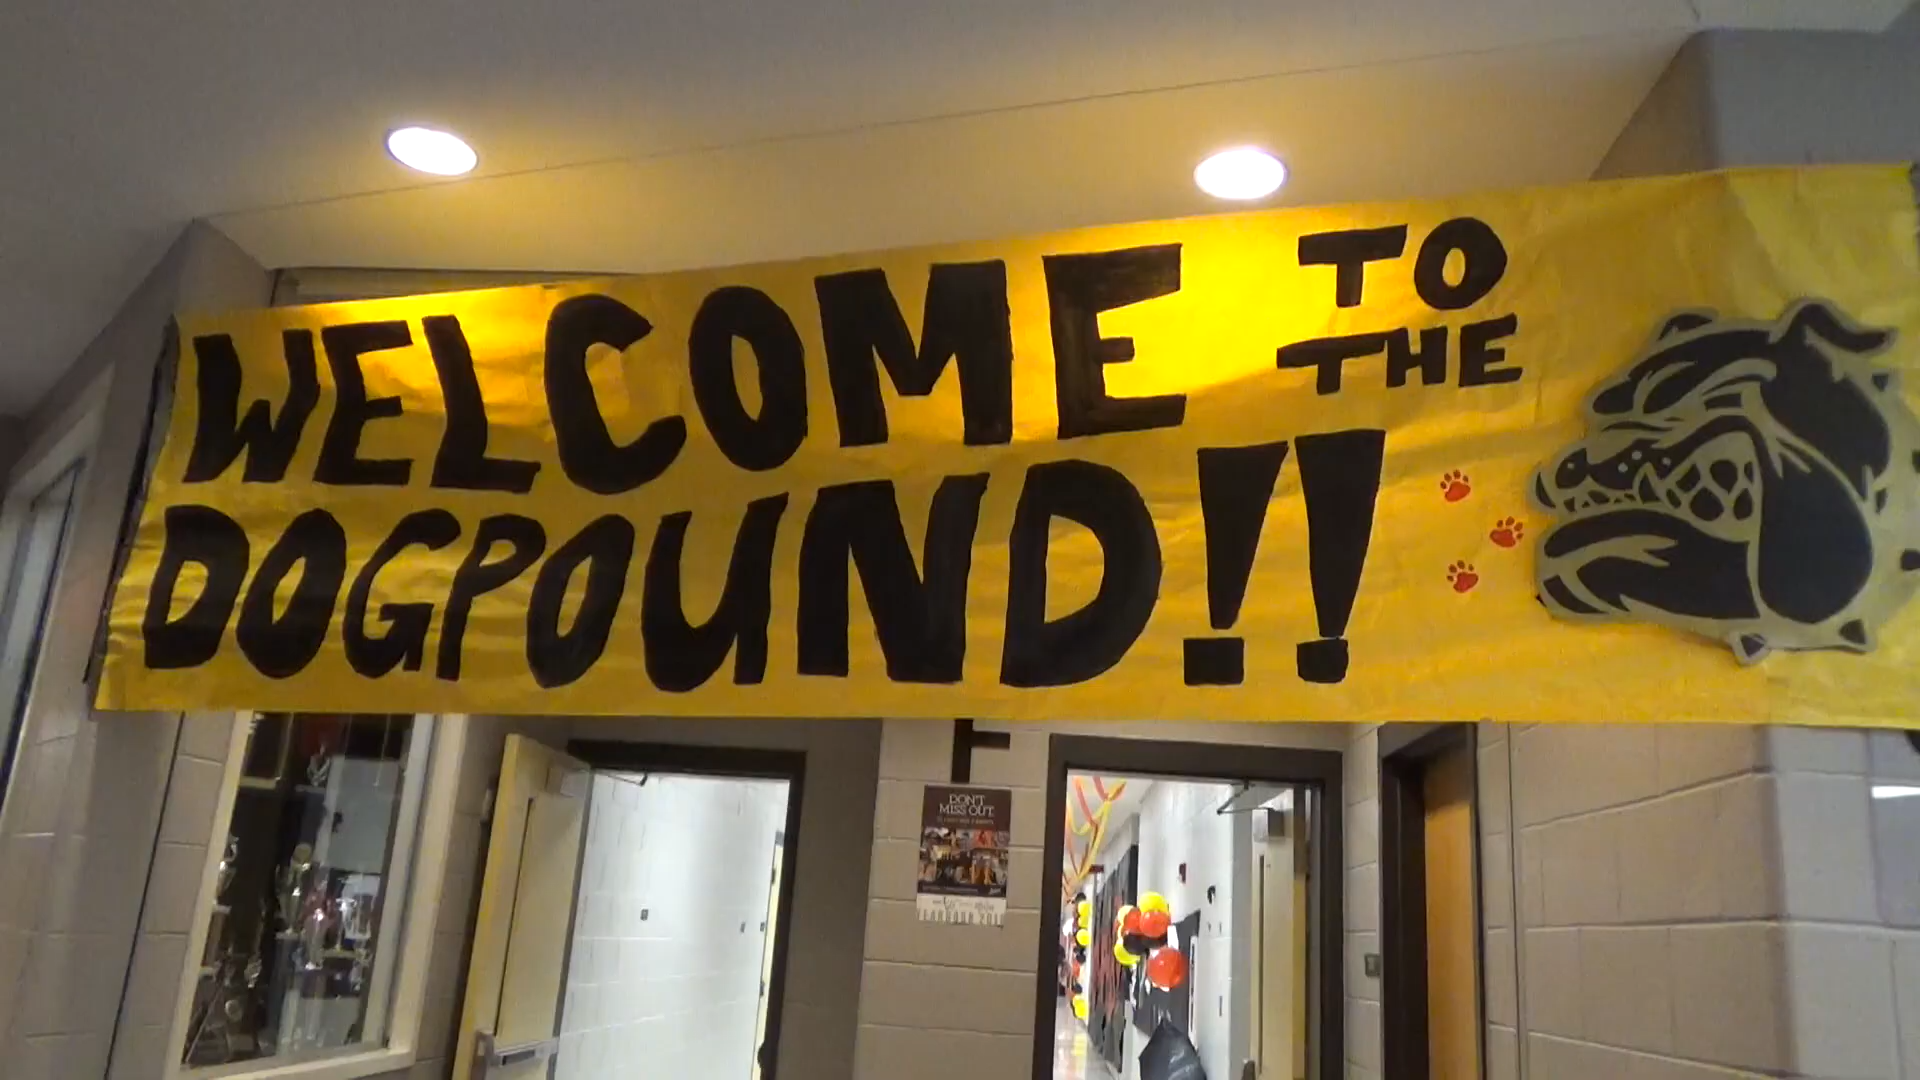 WELCOME TO
THE
DOGPOUND!!
DON'T
MISS OUT.